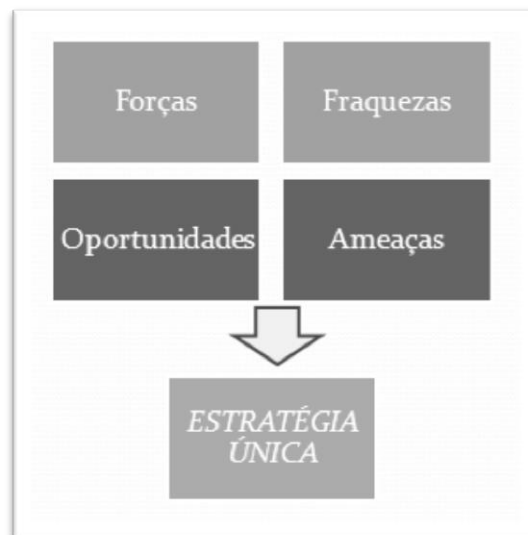 Forças
Fraquezas
Oportunidades
Ameaças
ESTRATÉGIA
ÚNICA